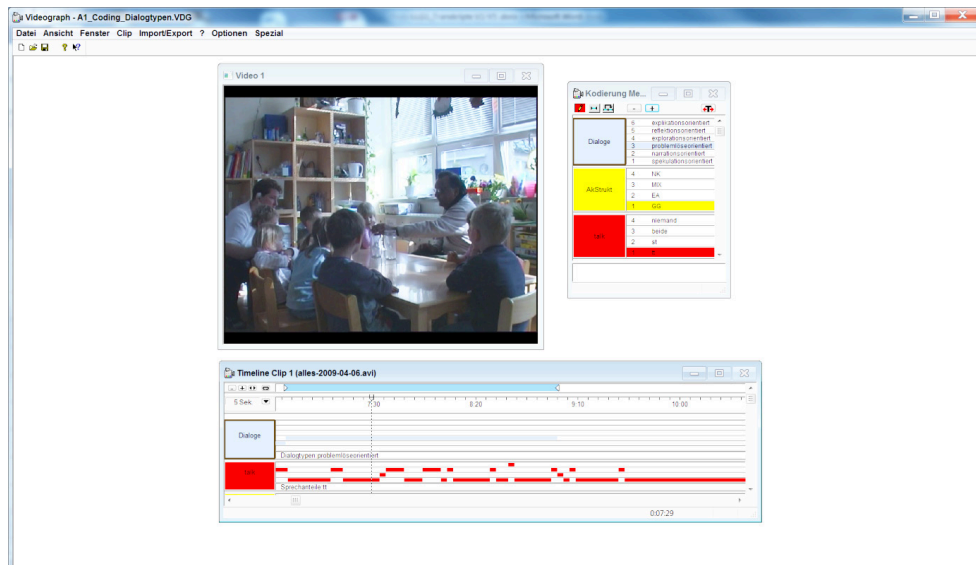 Videograph - A1_Coding_Dialogtypen.VDG
Datei Ansicht Fenster Clip Import/Export ? Optionen Spezial
Video 1
Kodierung Me...
Dialoge
6 explikationsorientiert
5 reflektionsorientiert
4 explorationsorientiert
3 problemlöseorientiert
2 narrationsorientiert
1 spekulationsorientiert
AkStrukt
4 NK
3 MIX
2 EA
1 GG
4 niemand
3 beide
2 st
Timeline Clip 1 (alles-2009-04-06.avi)
5 Sek.
7:30 8:20 9:10 10:00
Dialoge
Dialogtypen problemlöseorientiert
Sprechanteile tt
0:07:29